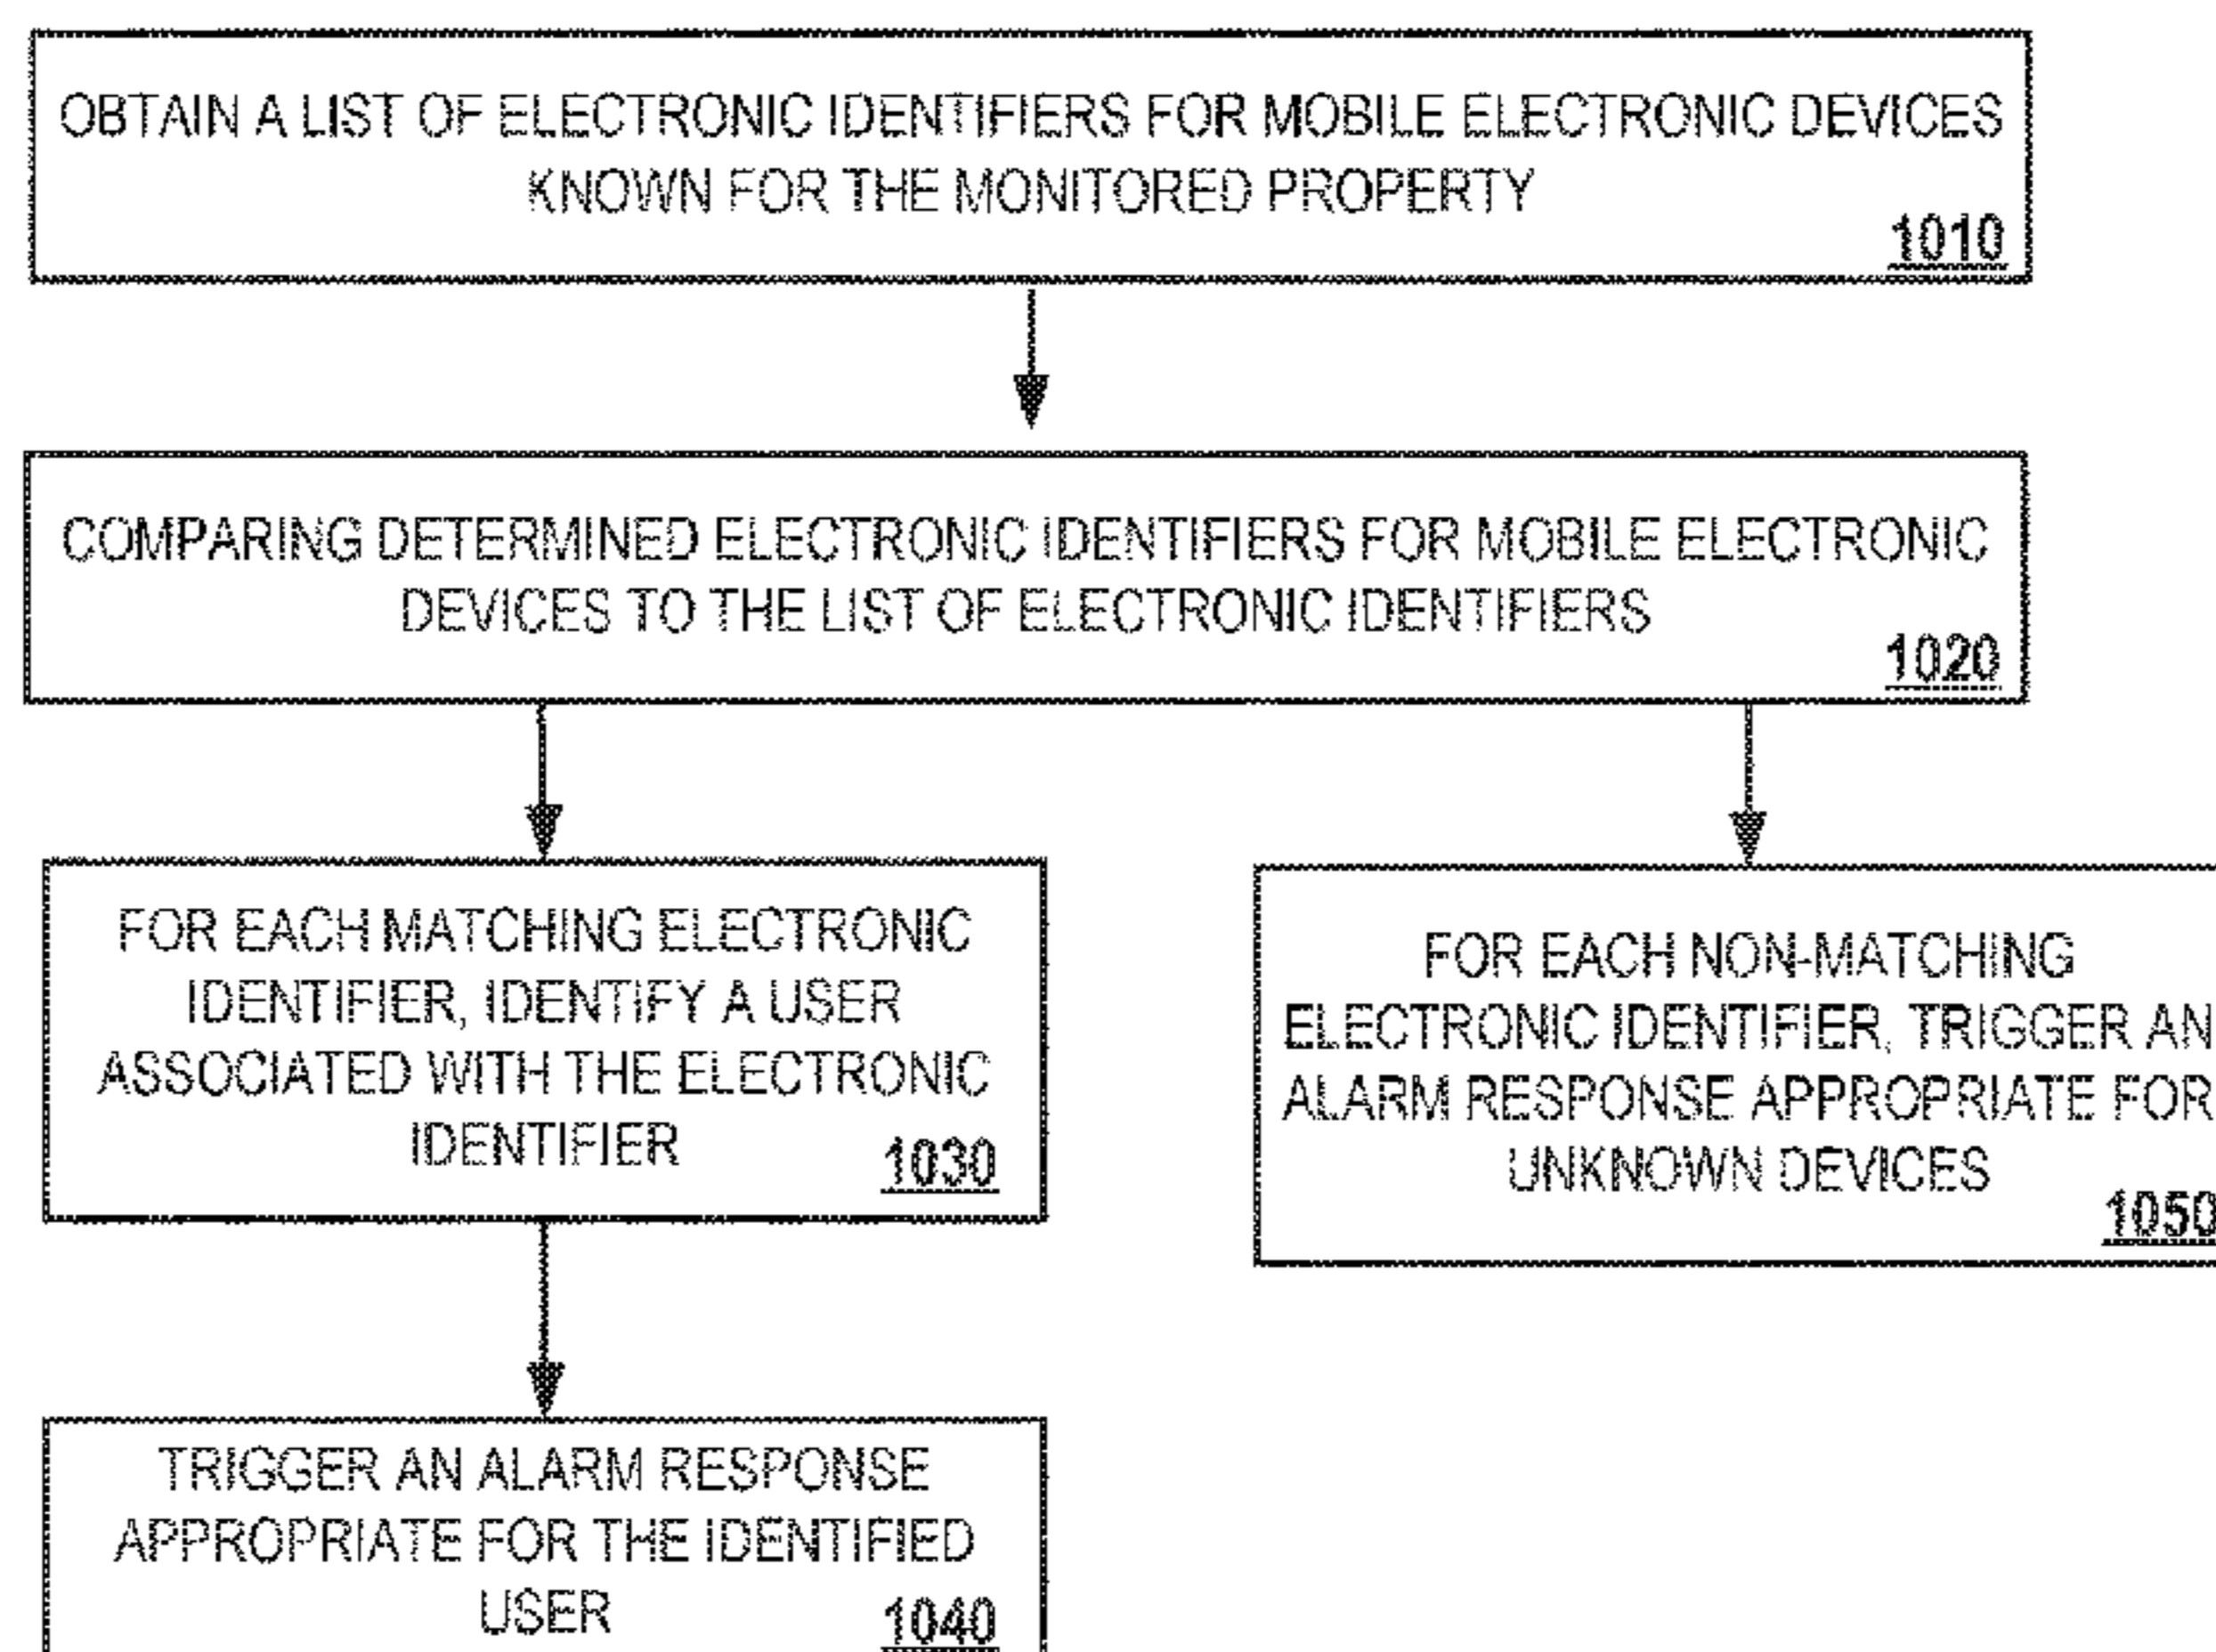 OBTAIN A LIST OF ELECTRONIC IDENTIFIERS FOR MOBILE ELECTRONIC DEVICES
KNOWN FOR THE MONITORED PROPERTY
1010
COMPARING DETERMINED ELECTRONIC IDENTIFIERS FOR MOBILE ELECTRONIC
DEVICES TO THE LIST OF ELECTRONIC IDENTIFIERS
1020
FOR EACH MATCHING ELECTRONIC
IDENTIFIER, IDENTIFY A USER
ASSOCIATED WITH THE ELECTRONIC
IDENTIFIER
1030
FOR EACH NON-MATCHING
ELECTRONIC IDENTIFIER, TRIGGER AN
ALARM RESPONSE APPROPRIATE FOR
UNKNOWN DEVICES
1050
TRIGGER AN ALARM RESPONSE
APPROPRIATE FOR THE IDENTIFIED
USER
1040